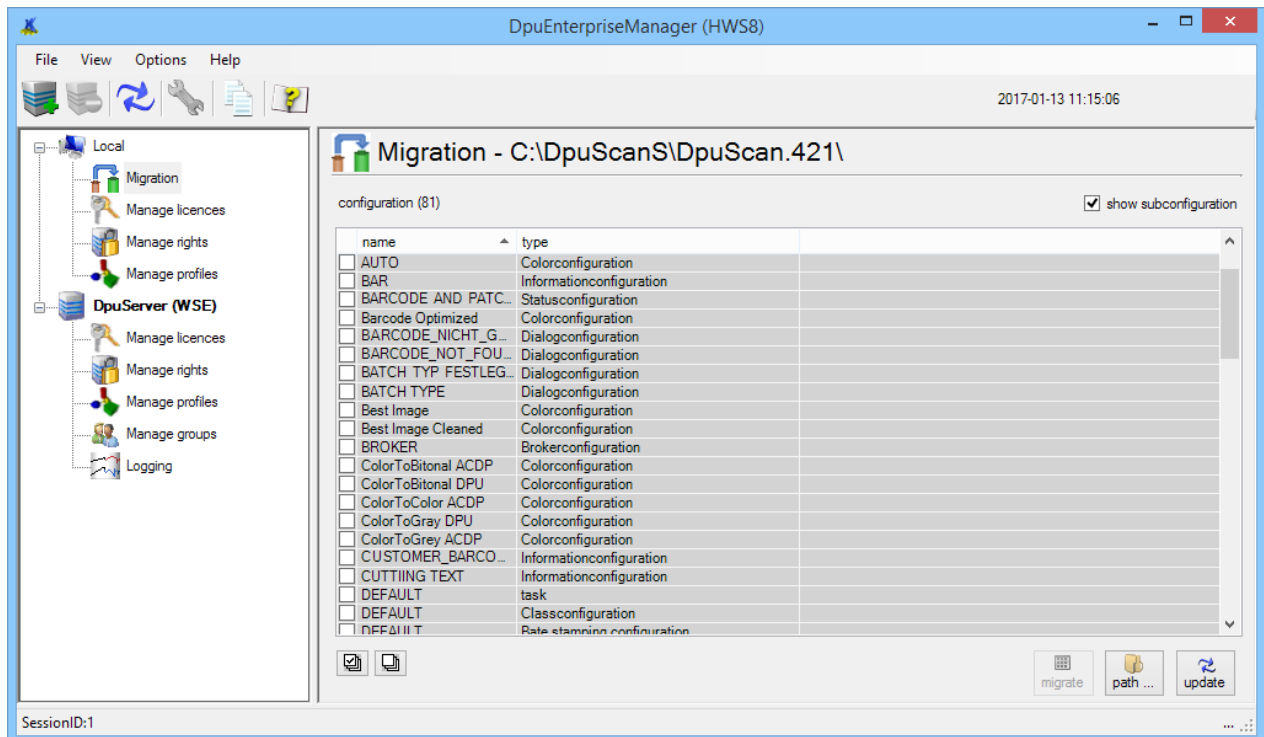 DpuEnterpriseManager (HWS8)
File View Options Help
2017-01-13 11:15:06
Local
Migration
Manage licences
Manage rights
Manage profiles
DpuServer (WSE)
Manage licences
Manage rights
Manage profiles
Manage groups
Logging
Migration - C:\DpuScanS\DpuScan.421\
configuration (81) show subconfiguration
name type
AUTO Colorconfiguration
BAR Informationconfiguration
BARCODE AND PATC... Statusconfiguration
Barcode Optimized Colorconfiguration
BARCODE_NICHT_G... Dialogconfiguration
BARCODE_NOT_FOU... Dialogconfiguration
BATCH TYP FESTLEG... Dialogconfiguration
BATCH TYPE Dialogconfiguration
Best Image Colorconfiguration
Best Image Cleaned Colorconfiguration
BROKER Brokerconfiguration
ColorToBitonal ACDP Colorconfiguration
ColorToBitonal DPU Colorconfiguration
ColorToColor ACDP Colorconfiguration
ColorToGray DPU Colorconfiguration
ColorToGrey ACDP Colorconfiguration
CUSTOMER_BARCO... Informationconfiguration
CUTTIING TEXT Informationconfiguration
DEFAULT task
DEFAULT Classconfiguration
DEFAULT Bate stamping configuration
migrate path ... update
SessionID:1 ...